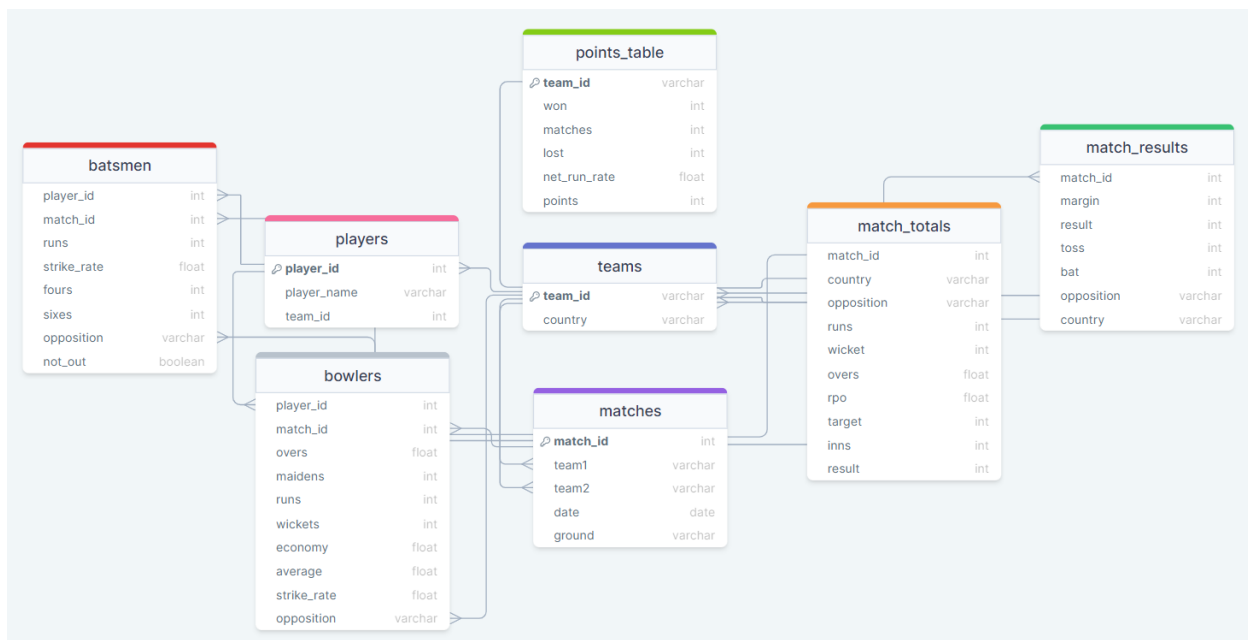 points_table
team_id varchar
won int
matches int
lost int
net_run_rate float
points int
batsmen
player_id int
match_id int
runs int
strike_rate float
fours int
sixes int
opposition varchar
not_out boolean
players
player_id int
player_name varchar
team_id int
teams
team_id varchar
country varchar
match_results
match_id int
margin int
result int
toss int
bat int
opposition varchar
country varchar
match_totals
match_id int
country varchar
opposition varchar
runs int
wicket int
overs float
rpo float
target int
inns int
result int
bowlers
player_id int
match_id int
overs float
maidens int
runs int
wickets int
economy float
average float
strike_rate float
opposition varchar
matches
match_id int
team1 varchar
team2 varchar
date date
ground varchar